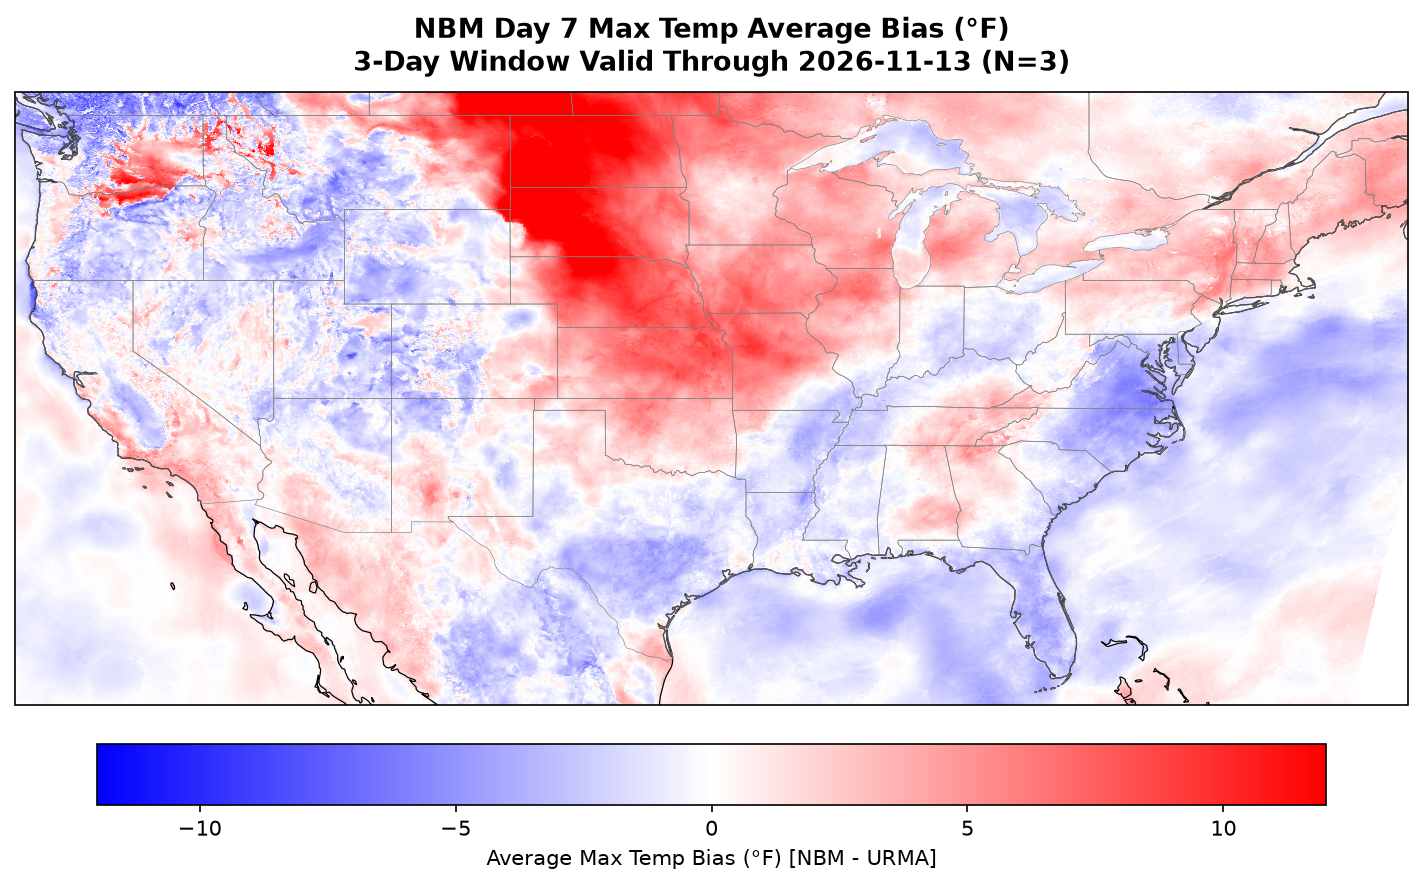 NBM Day 7 Max Temp Average Bias (°F)
3-Day Window Valid Through 2026-11-13 (N=3)
−10 −5 0 5 10
Average Max Temp Bias (°F) [NBM - URMA]